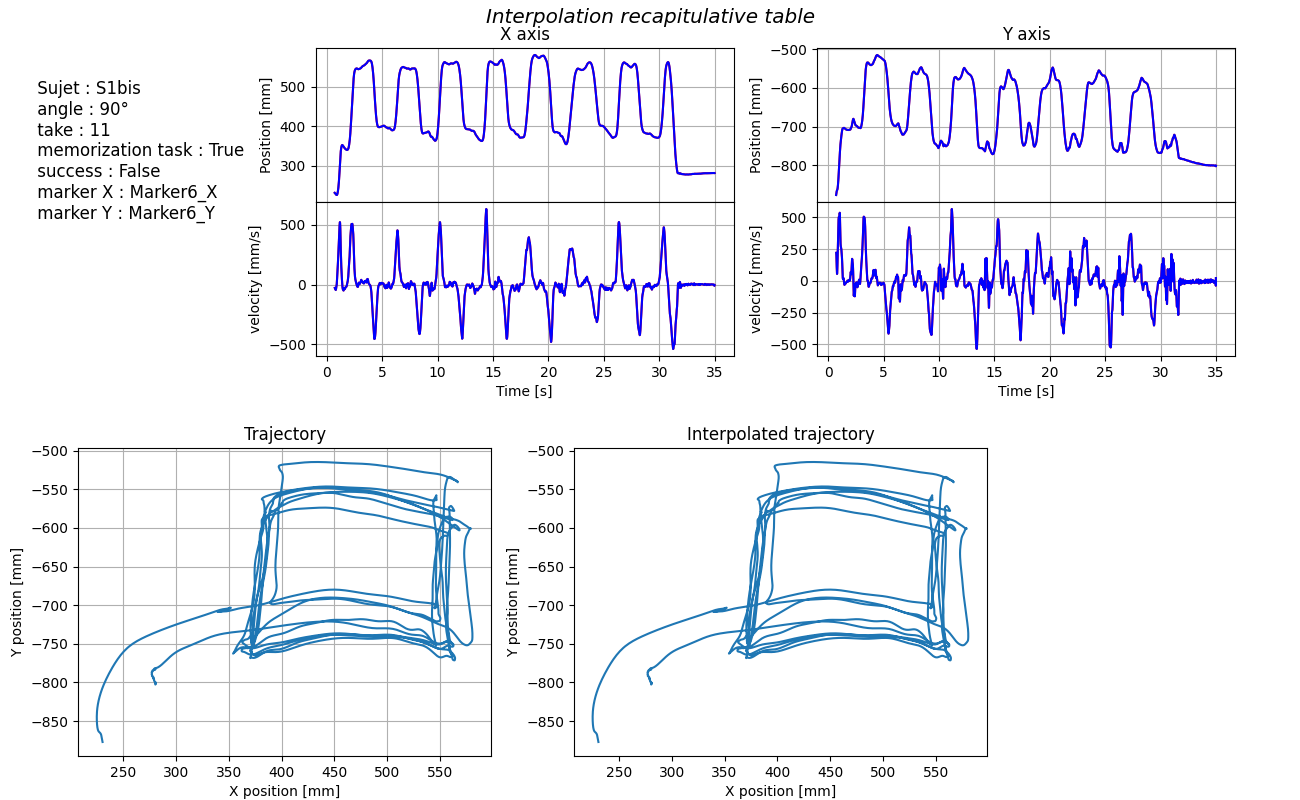 Interpolation recapitulative table
Sujet : S1bis
angle : 90°
take : 11
memorization task : True
success : False
marker X : Marker6_X
marker Y : Marker6_Y
X axis
Position [mm]
500
400
300
velocity [mm/s]
500
0
−500
0 5 10 15 20 25 30 35
Time [s]
Y axis
Position [mm]
−500
−600
−700
−800
velocity [mm/s]
500
250
0
−250
−500
0 5 10 15 20 25 30 35
Time [s]
Trajectory
Y position [mm]
−500
−550
−600
−650
−700
−750
−800
−850
250 300 350 400 450 500 550
X position [mm]
Interpolated trajectory
Y position [mm]
−500
−550
−600
−650
−700
−750
−800
−850
250 300 350 400 450 500 550
X position [mm]